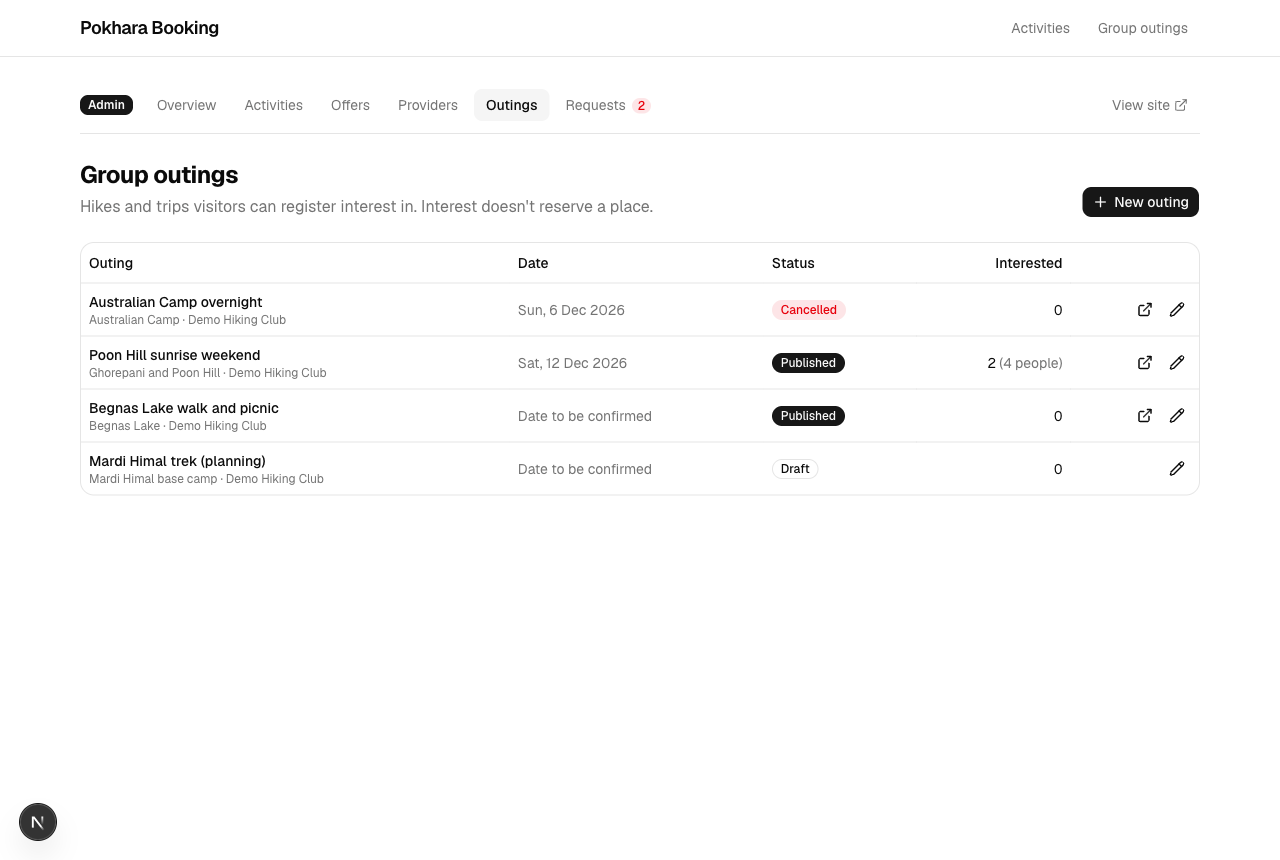 Pokhara Booking
Activities
Group outings
Admin
Overview
Activities
Offers
Providers
Outings
Requests 2
View site
Group outings
Hikes and trips visitors can register interest in. Interest doesn't reserve a place.
New outing
Outing Date Status Interested
Australian Camp overnight
Australian Camp · Demo Hiking Club
Sun, 6 Dec 2026
Cancelled
0
Poon Hill sunrise weekend
Ghorepani and Poon Hill · Demo Hiking Club
Sat, 12 Dec 2026
Published
2 (4 people)
Begnas Lake walk and picnic
Begnas Lake · Demo Hiking Club
Date to be confirmed
Published
0
Mardi Himal trek (planning)
Mardi Himal base camp · Demo Hiking Club
Date to be confirmed
Draft
0
N